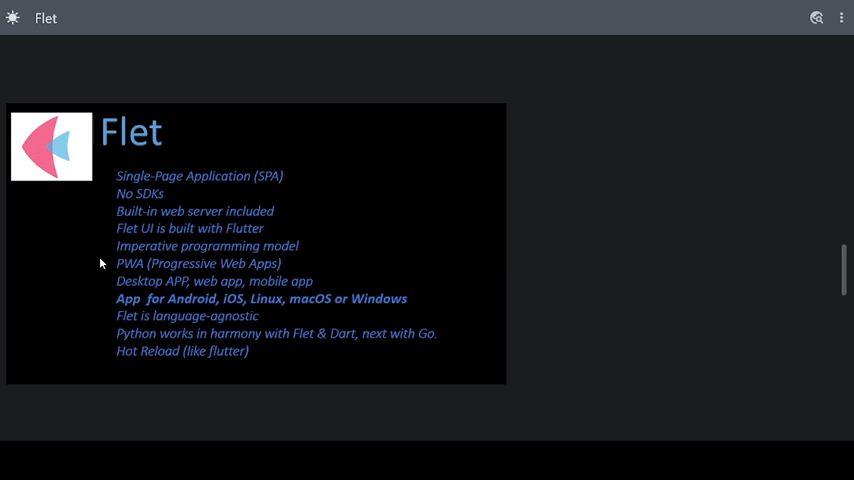 Flet
Flet
Single-Page Application (SPA)
No SDKs
Built-in web server included
Flet UI is built with Flutter
Imperative programming model
PWA (Progressive Web Apps)
Desktop APP, web app, mobile app
App  for Android, iOS, Linux, macOS or Windows
Flet is language-agnostic
Python works in harmony with Flet & Dart, next with Go.
Hot Reload (like flutter)